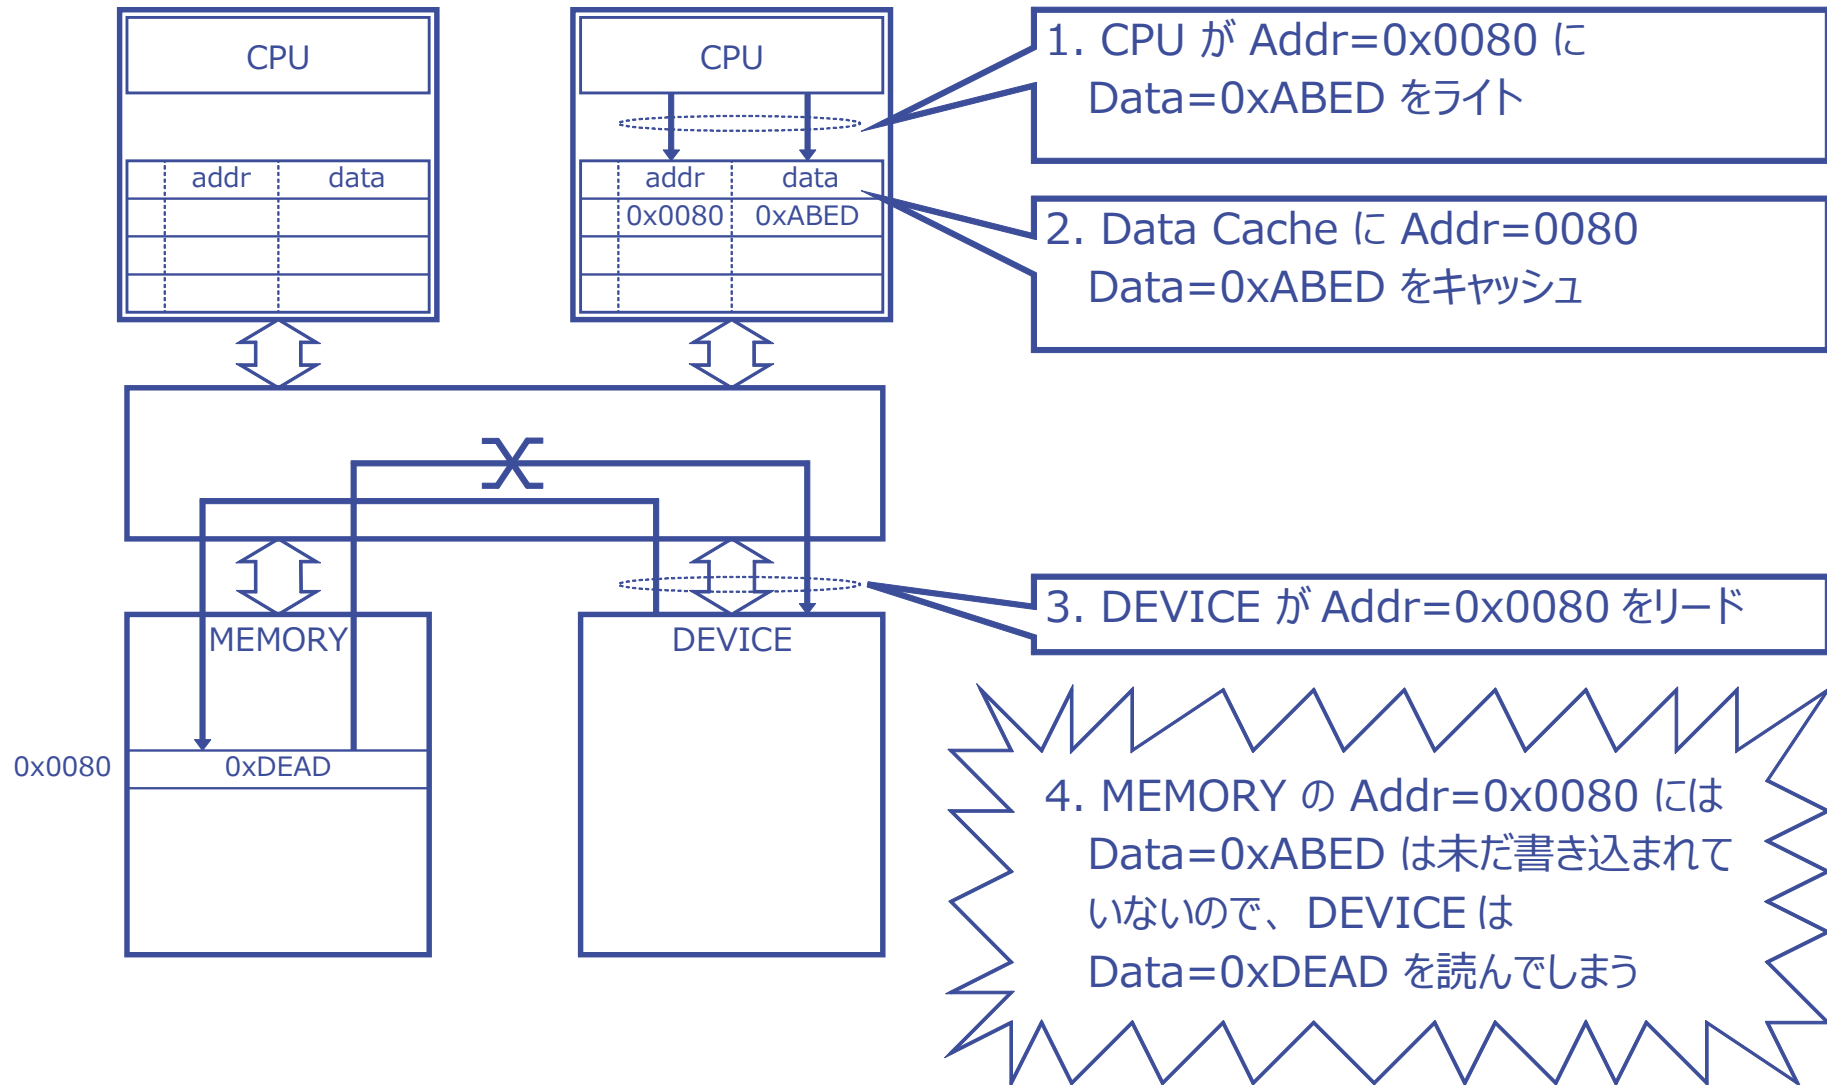 CPU
addr data
CPU
addr data
0x0080 0xABED
1. CPU が Addr=0x0080 に
Data=0xABED をライト
2. Data Cache に Addr=0080
Data=0xABED をキャッシュ
3. DEVICE が Addr=0x0080 をリード
MEMORY
0x0080 0xDEAD
DEVICE
4. MEMORY の Addr=0x0080 には
Data=0xABED は未だ書き込まれて
いないので、DEVICE は
Data=0xDEAD を読んでしまう